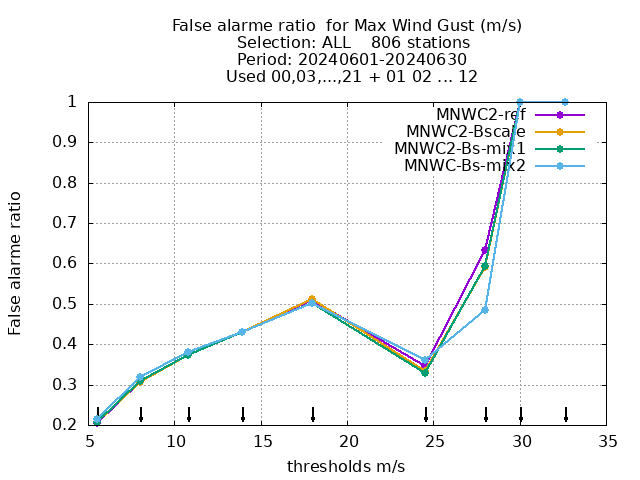 False alarme ratio  for Max Wind Gust (m/s)
Selection: ALL    806 stations
Period: 20240601-20240630
Used 00,03,...,21 + 01 02 ... 12
MNWC2-ref
MNWC2-Bscale
MNWC2-Bs-mix1
MNWC-Bs-mix2
False alarme ratio
1
0.9
0.8
0.7
0.6
0.5
0.4
0.3
0.2
5 10 15 20 25 30 35
thresholds m/s